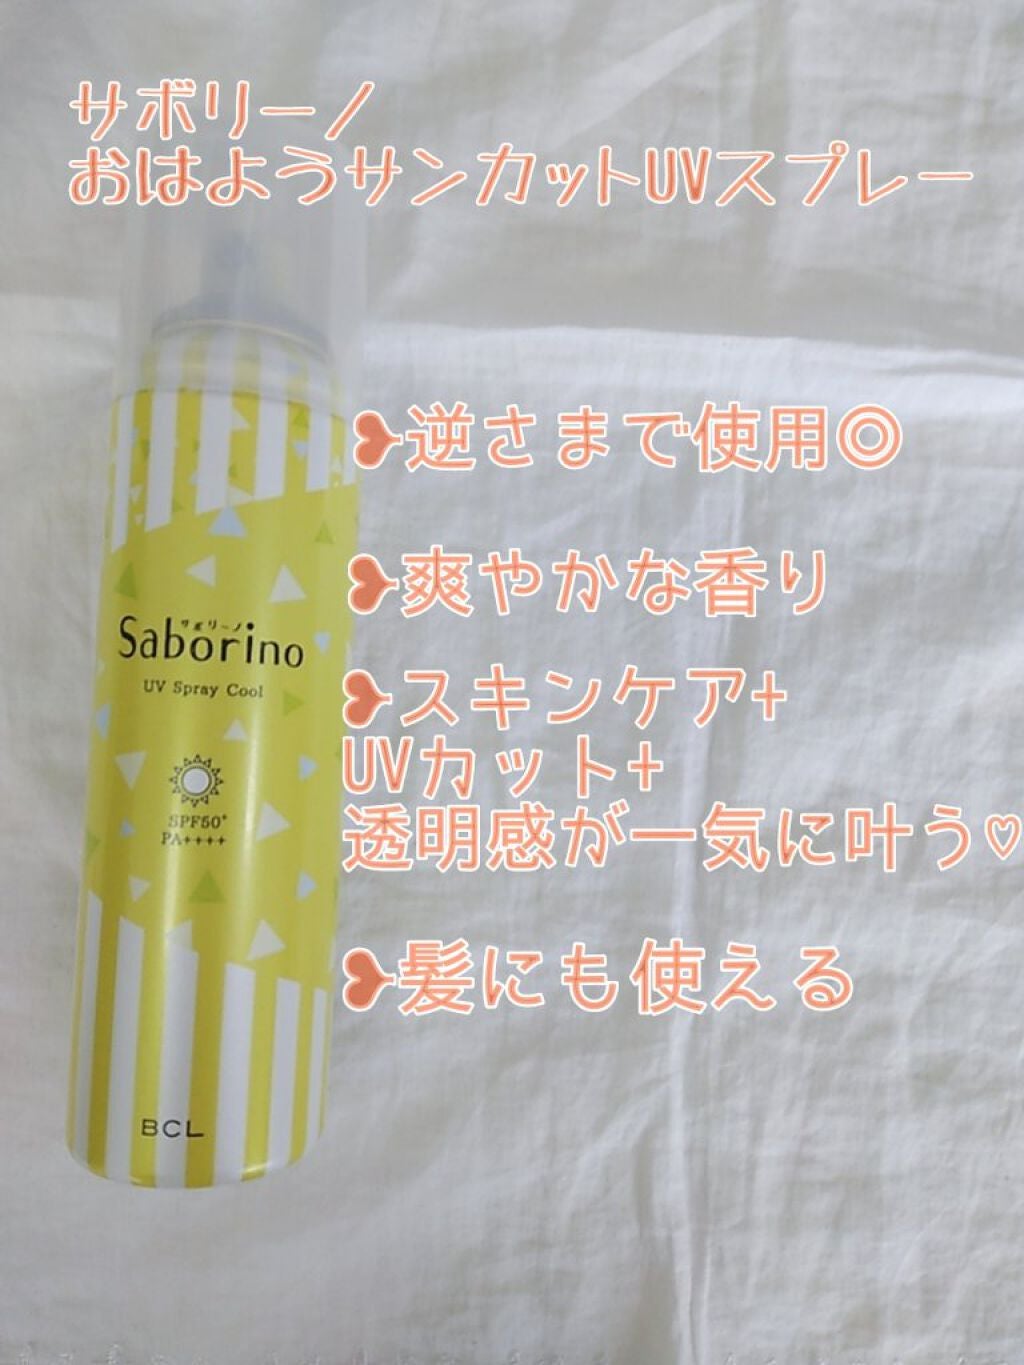 サボリーノ
おはようサンカットUVスプレー
❥逆さまで使用◎
❥爽やかな香り
❥スキンケア+
UVカット+
透明感が一気に叶う♡
❥髪にも使える
サボリーノ
Saborino
UV Spray Cool
SPF50+
PA++++
BCL